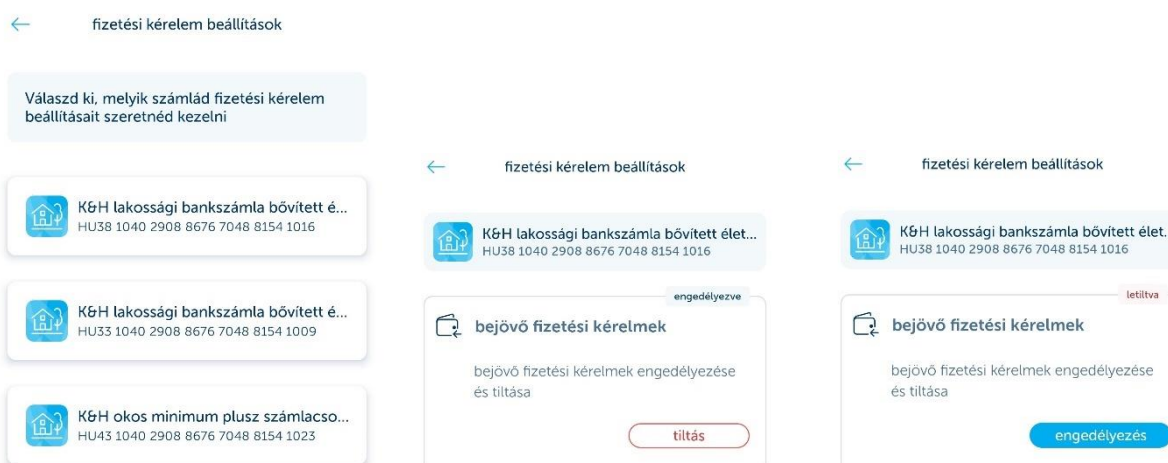 fizetési kérelem beállítások
Válaszd ki, melyik számlád fizetési kérelem
beállításait szeretnéd kezelni
K&H lakossági bankszámla bővített é...
HU38 1040 2908 8676 7048 8154 1016
K&H lakossági bankszámla bővített é...
HU33 1040 2908 8676 7048 8154 1009
K&H okos minimum plusz számlacso...
HU43 1040 2908 8676 7048 8154 1023
fizetési kérelem beállítások
K&H lakossági bankszámla bővített élet...
HU38 1040 2908 8676 7048 8154 1016
engedélyezve
bejövő fizetési kérelmek
bejövő fizetési kérelmek engedélyezése
és tiltása
tiltás
fizetési kérelem beállítások
K&H lakossági bankszámla bővített élet.
HU38 1040 2908 8676 7048 8154 1016
letiltva
bejövő fizetési kérelmek
bejövő fizetési kérelmek engedélyezése
és tiltása
engedélyezés